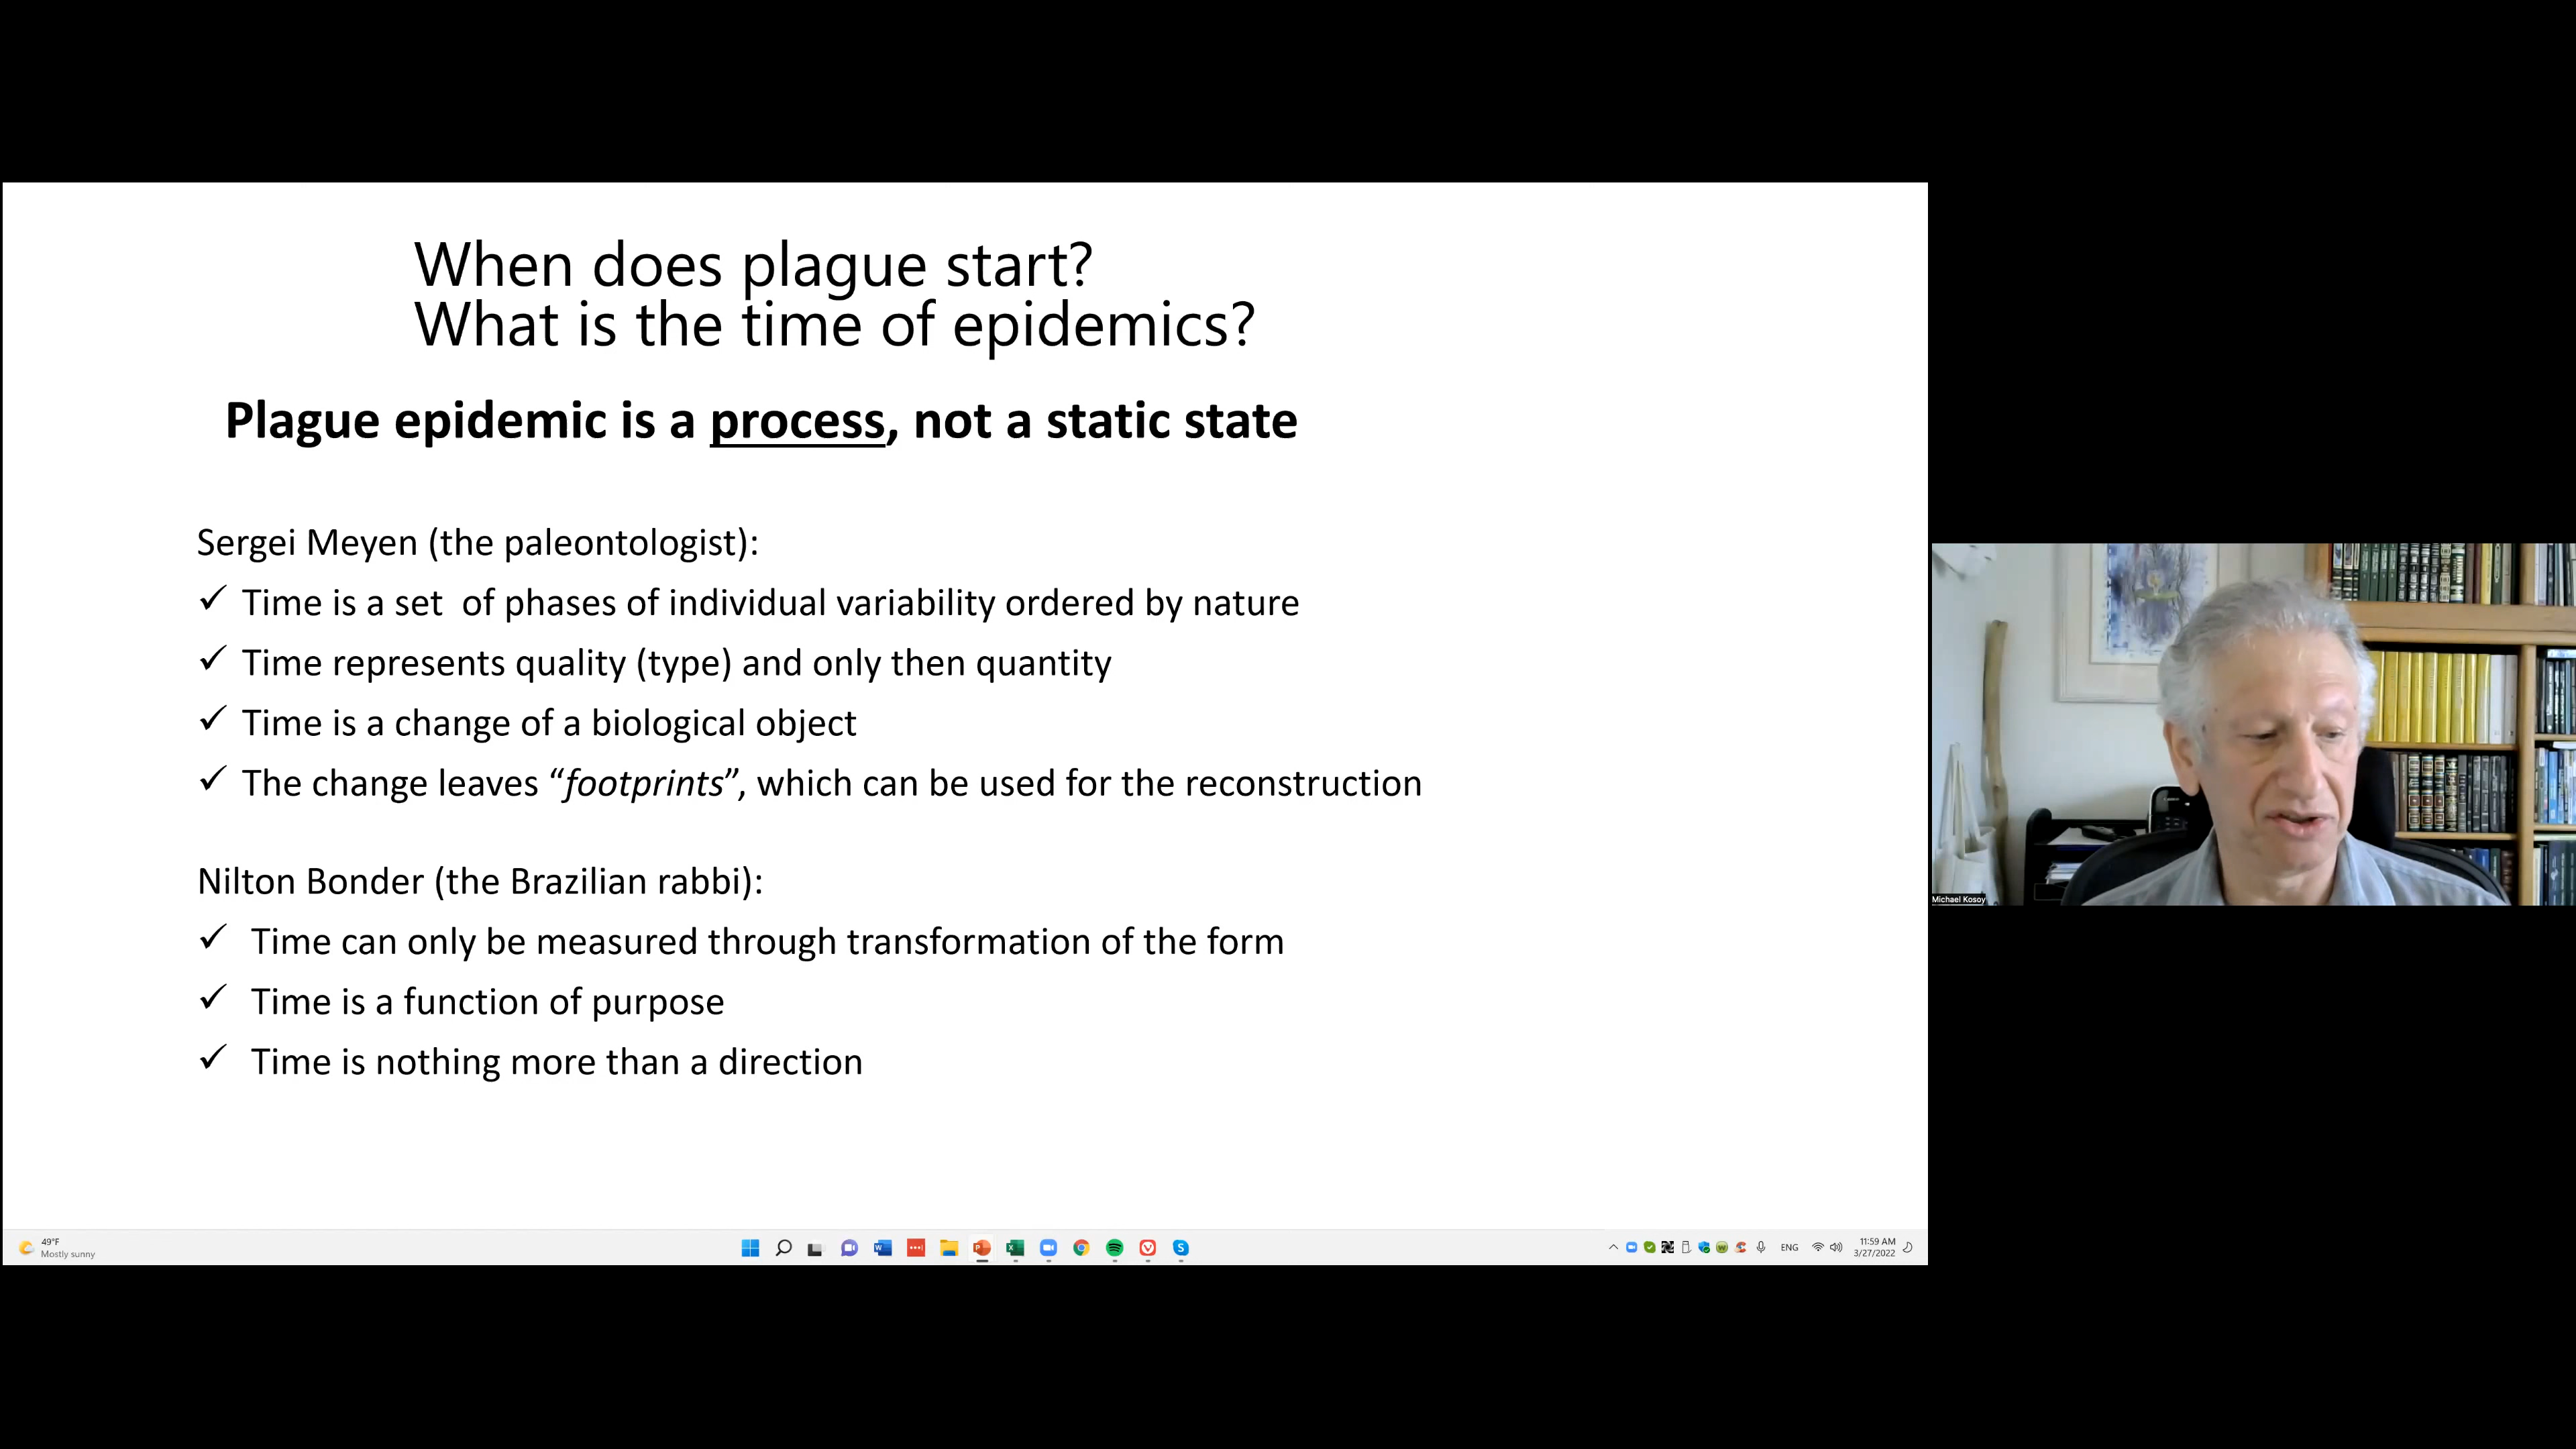 When does plague start?
What is the time of epidemics?
Plague epidemic is a process, not a static state
Sergei Meyen (the paleontologist):
✓ Time is a set  of phases of individual variability ordered by nature
✓ Time represents quality (type) and only then quantity
✓ Time is a change of a biological object
✓ The change leaves “footprints”, which can be used for the reconstruction
Nilton Bonder (the Brazilian rabbi):
✓ Time can only be measured through transformation of the form
✓ Time is a function of purpose
✓ Time is nothing more than a direction
Michael Kosoy
49°F
Mostly sunny
ENG
11:59 AM
3/27/2022